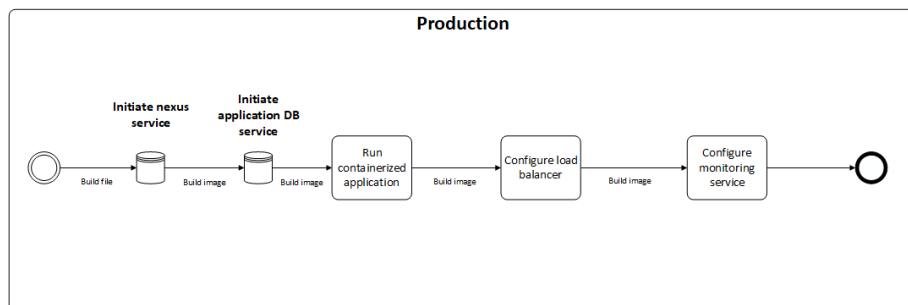 Production
Initiate nexus
service
Initiate
application DB
service
Run
containerized
application
Configure load
balancer
Configure
monitoring
service
Build file
Build image
Build image
Build image
Build image